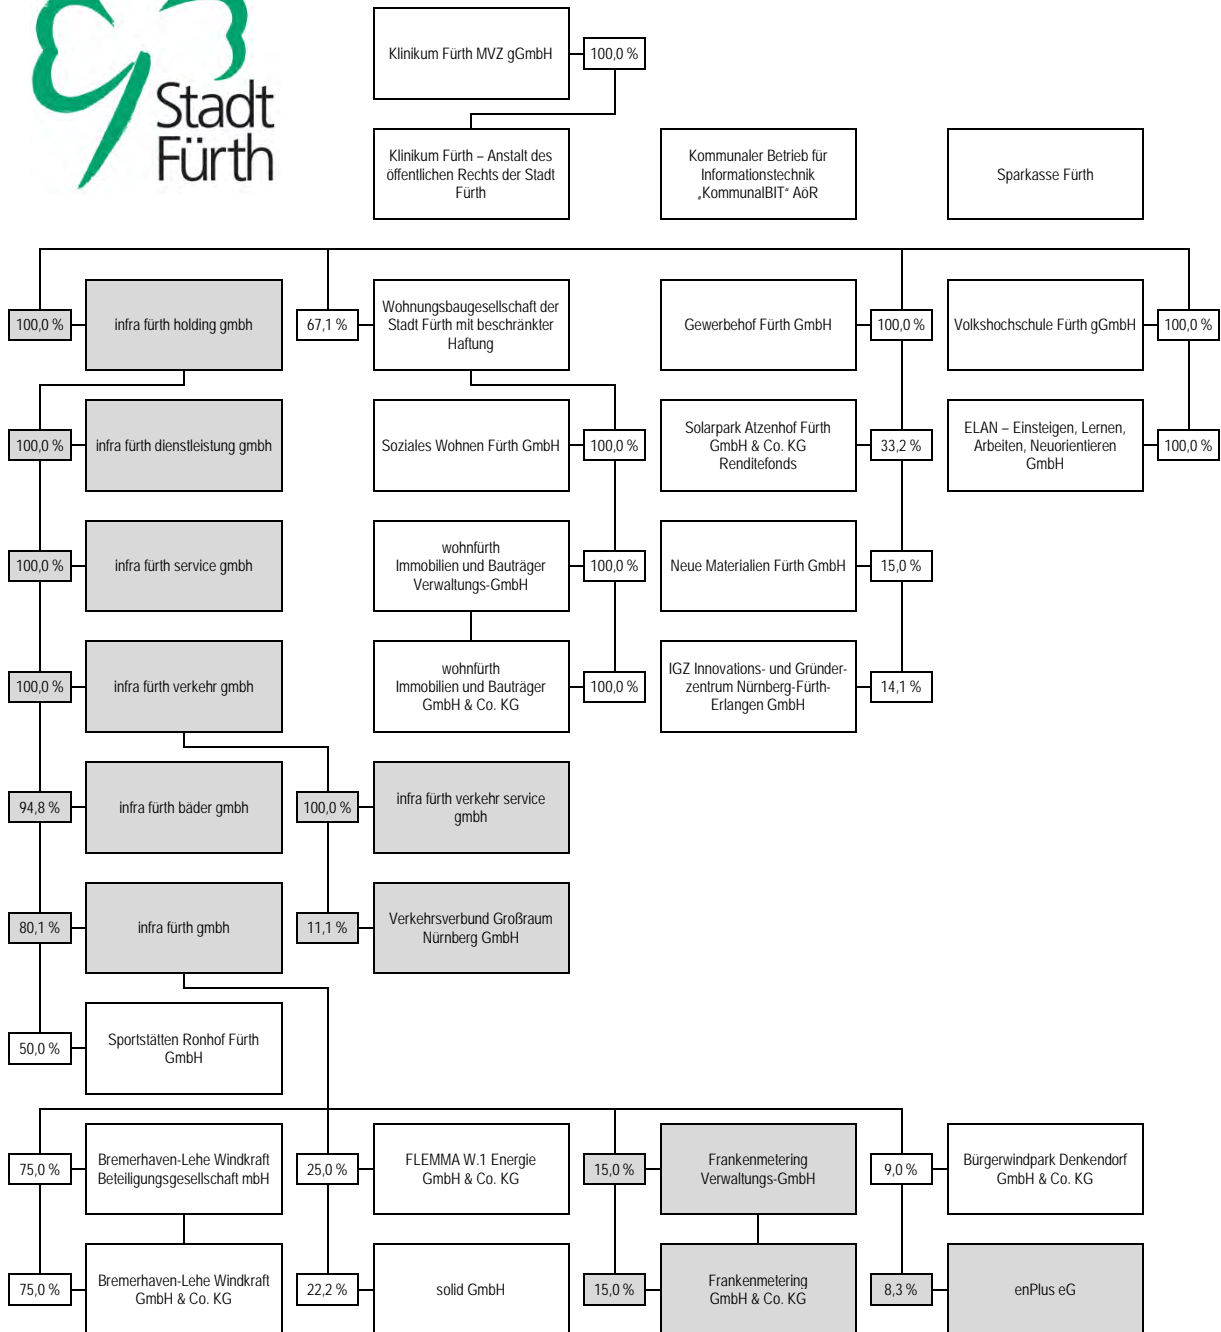 Stadt
Fürth
Klinikum Fürth MVZ gGmbH
100,0 %
Klinikum Fürth – Anstalt des
öffentlichen Rechts der Stadt
Fürth
Kommunaler Betrieb für
Informationstechnik
„KommunalBIT“ AöR
Sparkasse Fürth
100,0 %
infra fürth holding gmbh
67,1 %
Wohnungsbaugesellschaft der
Stadt Fürth mit beschränkter
Haftung
Gewerbehof Fürth GmbH
100,0 %
Volkshochschule Fürth gGmbH
100,0 %
100,0 %
infra fürth dienstleistung gmbh
Soziales Wohnen Fürth GmbH
100,0 %
Solarpark Atzenhof Fürth
GmbH & Co. KG
Renditefonds
33,2 %
ELAN – Einsteigen, Lernen,
Arbeiten, Neuorientieren
GmbH
100,0 %
100,0 %
infra fürth service gmbh
wohnfürth
Immobilien und Bauträger
Verwaltungs-GmbH
100,0 %
Neue Materialien Fürth GmbH
15,0 %
100,0 %
infra fürth verkehr gmbh
wohnfürth
Immobilien und Bauträger
GmbH & Co. KG
100,0 %
IGZ Innovations- und Gründer-
zentrum Nürnberg-Fürth-
Erlangen GmbH
14,1 %
94,8 %
infra fürth bäder gmbh
100,0 %
infra fürth verkehr service
gmbh
80,1 %
infra fürth gmbh
11,1 %
Verkehrsverbund Großraum
Nürnberg GmbH
50,0 %
Sportstätten Ronhof Fürth
GmbH
75,0 %
Bremerhaven-Lehe Windkraft
Beteiligungsgesellschaft mbH
25,0 %
FLEMMA W.1 Energie
GmbH & Co. KG
15,0 %
Frankenmetering
Verwaltungs-GmbH
9,0 %
Bürgerwindpark Denkendorf
GmbH & Co. KG
75,0 %
Bremerhaven-Lehe Windkraft
GmbH & Co. KG
22,2 %
solid GmbH
15,0 %
Frankenmetering
GmbH & Co. KG
8,3 %
enPlus eG